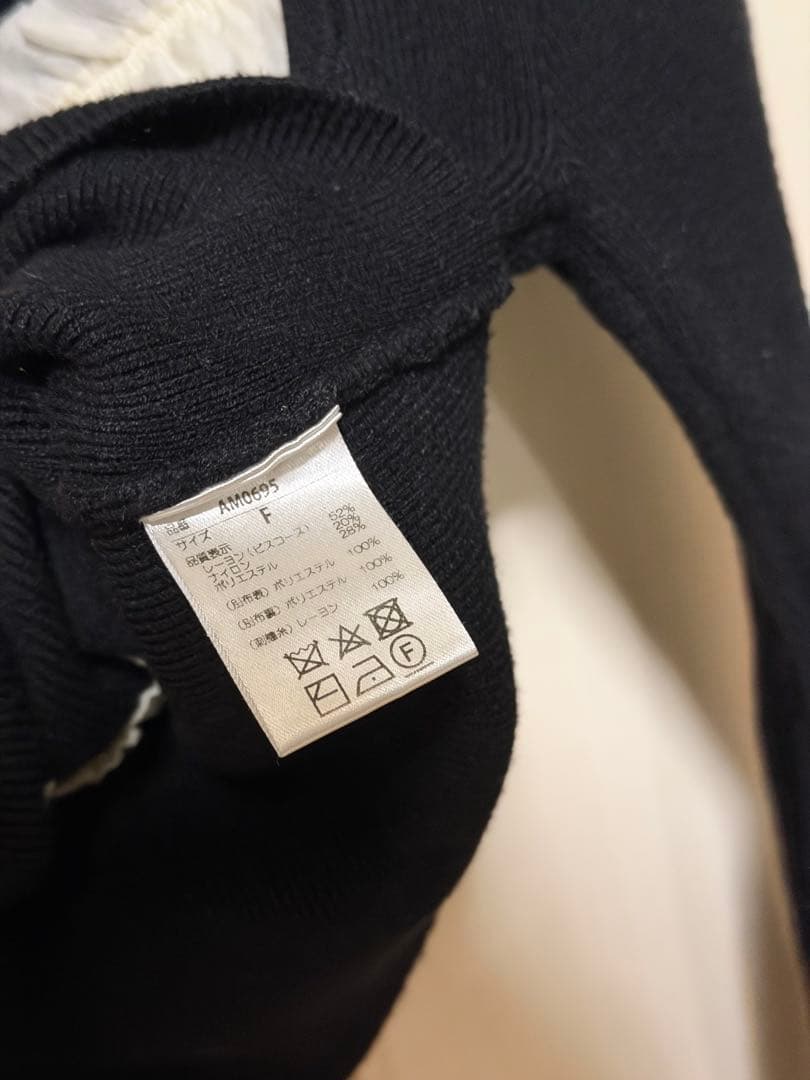 品番 AM0695
サイズ F
品質表示
レーヨン(ビスコース) 52%
ナイロン 20%
ポリエステル 28%
(別布表) ポリエステル 100%
(別布裏) ポリエステル 100%
(刺繍糸) レーヨン 100%
F